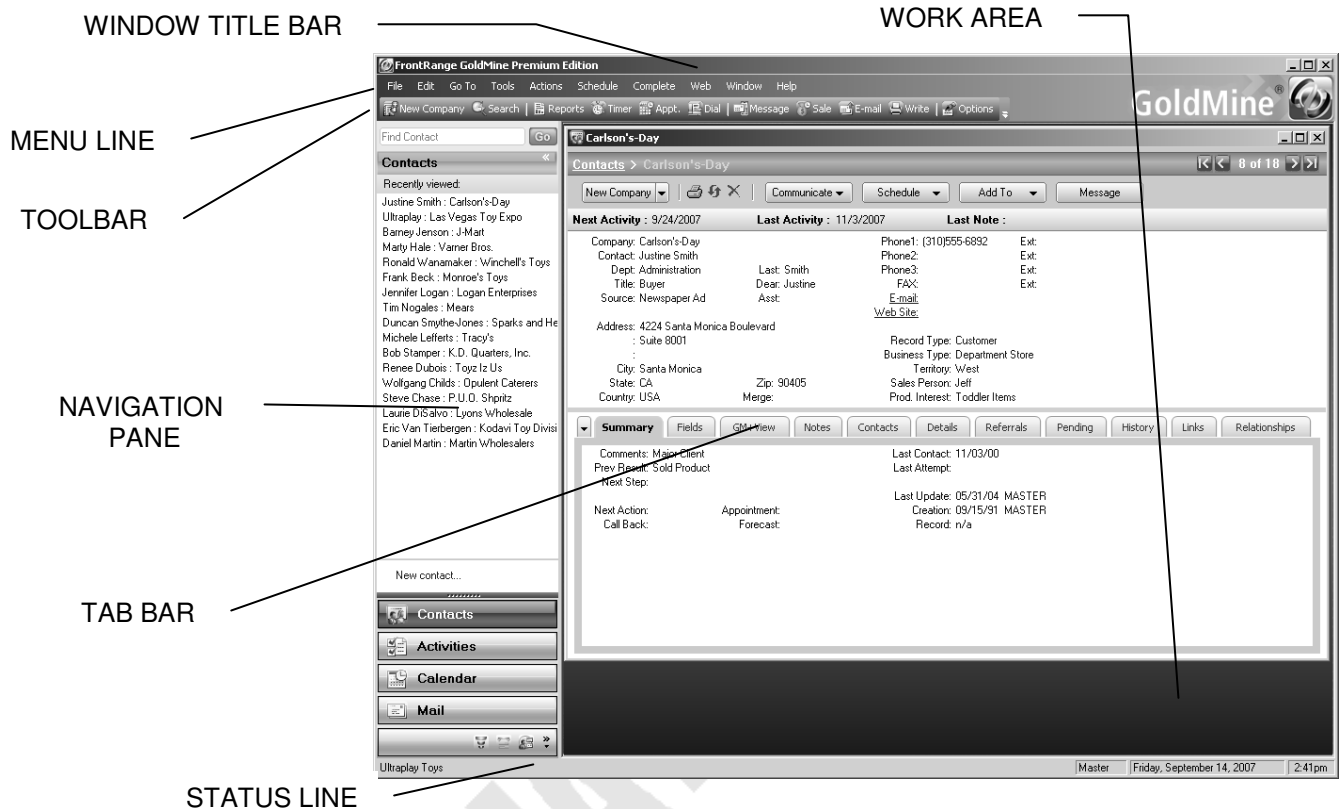 WINDOW TITLE BAR
WORK AREA
MENU LINE
TOOLBAR
NAVIGATION
PANE
TAB BAR
STATUS LINE
FrontRange GoldMine Premium Edition
File Edit Go To Tools Actions Schedule Complete Web Window Help
New Company Search Reports Timer Appt. Dial Message Sale E-mail Write Options
GoldMine®
Find Contact Go
Contacts «
Recently viewed:
Justine Smith : Carlson's-Day
Ultraplay : Las Vegas Toy Expo
Barney Jenson : J-Mart
Marty Hale : Varner Bros.
Ronald Wanamaker : Winchell's Toys
Frank Beck : Monroe's Toys
Jennifer Logan : Logan Enterprises
Tim Nogales : Mears
Duncan Smythe-Jones : Sparks and He
Michele Lefferts : Tracy's
Bob Stamper : K.D. Quarters, Inc.
Renee Dubois : Toyz Iz Us
Wolfgang Childs : Opulent Caterers
Steve Chase : P.U.O. Shpritz
Laurie DiSalvo : Lyons Wholesale
Eric Van Tierbergen : Kodavi Toy Divisi
Daniel Martin : Martin Wholesalers
New contact...
Contacts
Activities
Calendar
Mail
»
Carlson's-Day
Contacts > Carlson's-Day 8 of 18
New Company Communicate Schedule Add To Message
Next Activity : 9/24/2007 Last Activity : 11/3/2007 Last Note :
Company: Carlson's-Day Phone1: (310)555-6892 Ext:
Contact: Justine Smith Phone2: Ext:
Dept: Administration Last: Smith Phone3: Ext:
Title: Buyer Dear: Justine FAX: Ext:
Source: Newspaper Ad Asst: E-mail:
Web Site:
Address: 4224 Santa Monica Boulevard
: Suite 8001 Record Type: Customer
: Business Type: Department Store
City: Santa Monica Territory: West
State: CA Zip: 90405 Sales Person: Jeff
Country: USA Merge: Prod. Interest: Toddler Items
Summary Fields GM+View Notes Contacts Details Referrals Pending History Links Relationships
Comments: Major Client Last Contact: 11/03/00
Prev Result: Sold Product Last Attempt:
Next Step:
Last Update: 05/31/04 MASTER
Next Action: Appointment: Creation: 09/15/91 MASTER
Call Back: Forecast: Record: n/a
Ultraplay Toys Master Friday, September 14, 2007 2:41pm